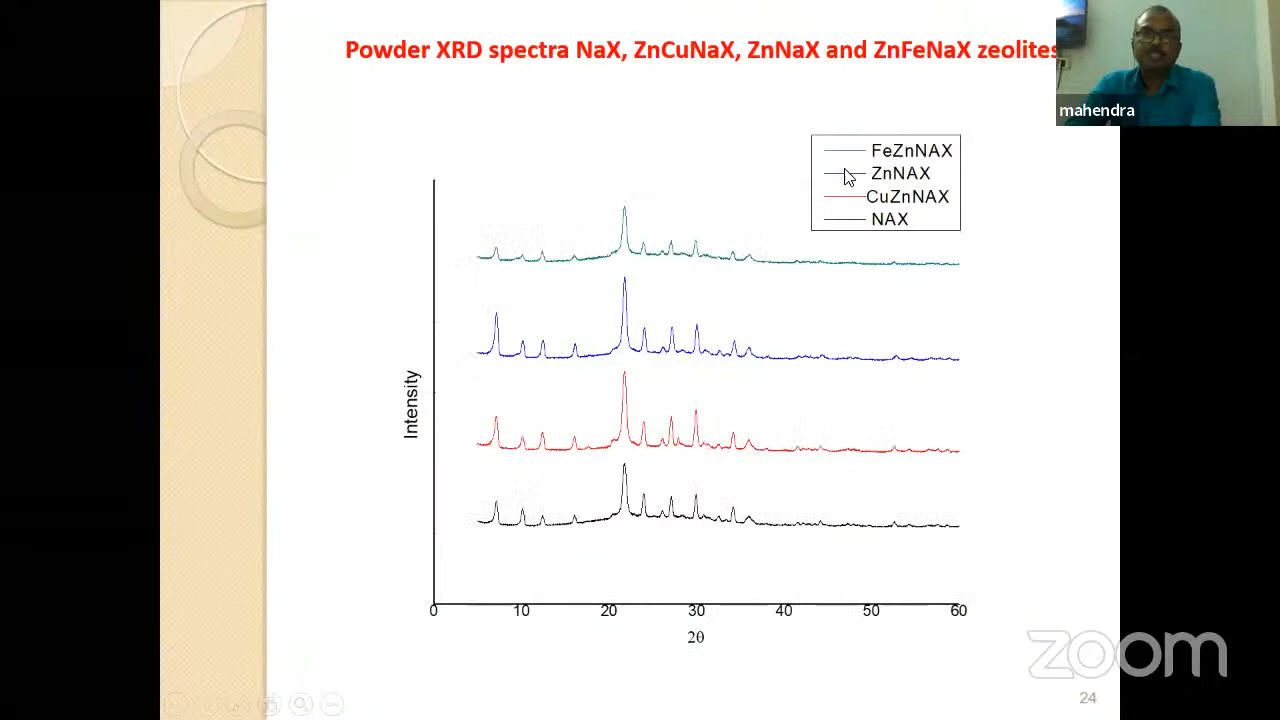 Powder XRD spectra NaX, ZnCuNaX, ZnNaX and ZnFeNaX zeolites
mahendra
FeZnNAX
ZnNAX
CuZnNAX
NAX
Intensity
0 10 20 30 40 50 60
2θ
zoom
24